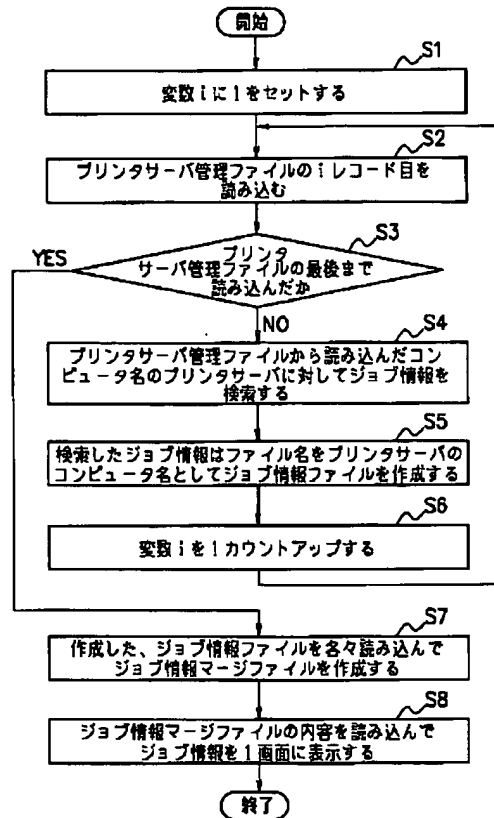 開始
S1
変数iに1をセットする
S2
プリンタサーバ管理ファイルのiレコード目を
読み込む
S3
プリンタ
サーバ管理ファイルの最後まで
読み込んだか
YES
NO
S4
プリンタサーバ管理ファイルから読み込んだコン
ピュータ名のプリンタサーバに対してジョブ情報を
検索する
S5
検索したジョブ情報はファイル名をプリンタサーバの
コンピュータ名としてジョブ情報ファイルを作成する
S6
変数iを1カウントアップする
S7
作成した、ジョブ情報ファイルを各々読み込んで
ジョブ情報マージファイルを作成する
S8
ジョブ情報マージファイルの内容を読み込んで
ジョブ情報を1画面に表示する
終了